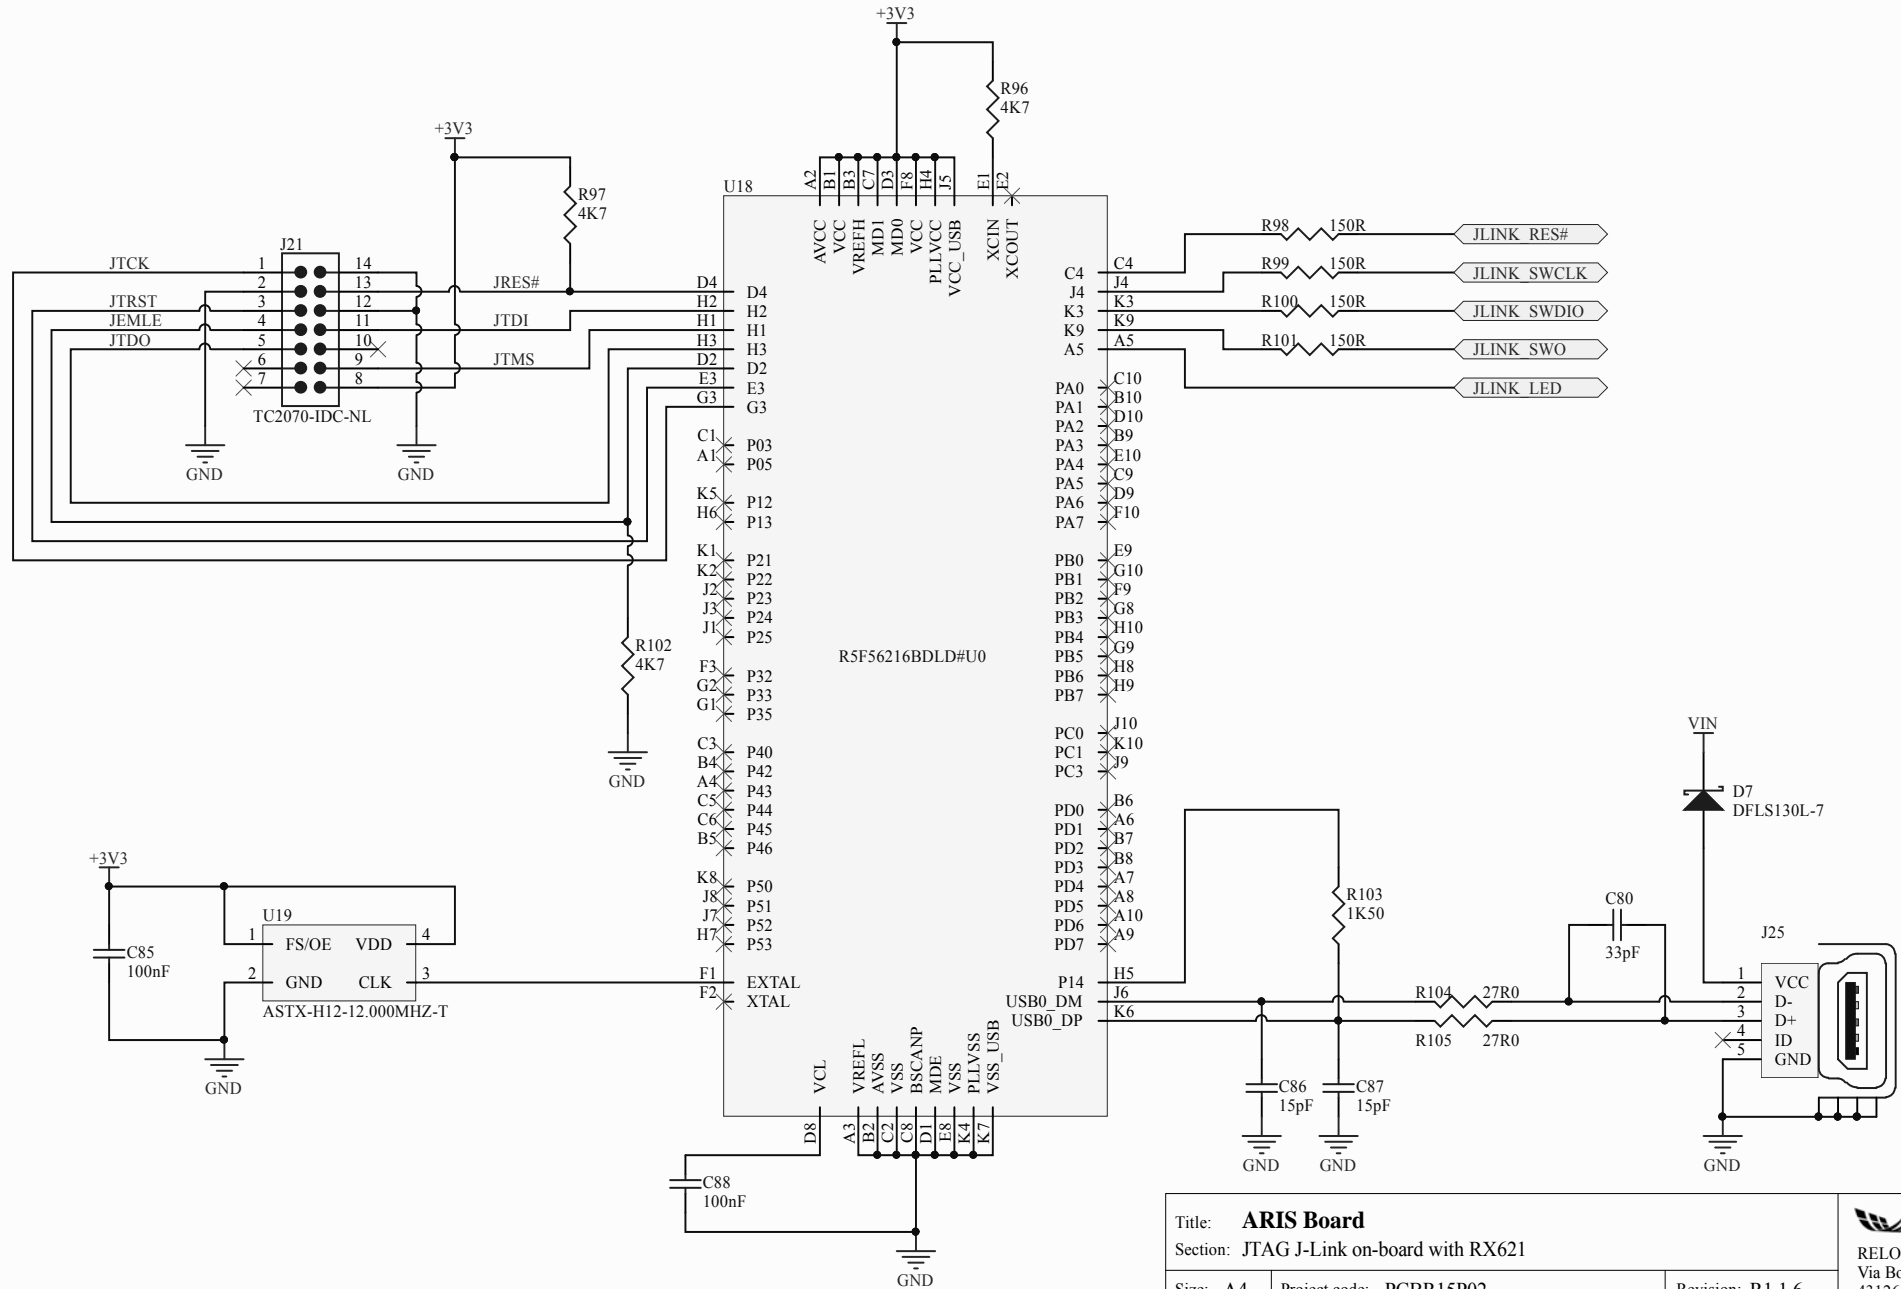 +3V3
R96
4K7
+3V3
R97
4K7
U18
A2 B1 B3 C7 D3 F8 H4 J5 E1 E2
AVCC VCC VREFH MD1 MD0 VCC PLLVCC VCC_USB XCIN XCOUT
J21
JTCK 1 14
2 13 JRES#
JTRST 3 12
JEMLE 4 11 JTDI
JTDO 5 10
6 9 JTMS
7 8
TC2070-IDC-NL
GND
GND
D4 D4
H2 H2
H1 H1
H3 H3
D2 D2
E3 E3
G3 G3
C1 P03
A1 P05
K5 P12
H6 P13
K1 P21
K2 P22
J2 P23
J3 P24
J1 P25
F3 P32
G2 P33
G1 P35
C3 P40
B4 P42
A4 P43
C5 P44
C6 P45
B5 P46
K8 P50
J8 P51
J7 P52
H7 P53
F1 EXTAL
F2 XTAL
R102
4K7
GND
R5F56216BDLD#U0
C4 C4 R98 150R JLINK_RES#
J4 J4 R99 150R JLINK_SWCLK
K3 K3 R100 150R JLINK_SWDIO
K9 K9 R101 150R JLINK_SWO
A5 A5 JLINK_LED
PA0 C10
PA1 B10
PA2 D10
PA3 B9
PA4 E10
PA5 C9
PA6 D9
PA7 F10
PB0 E9
PB1 G10
PB2 F9
PB3 G8
PB4 H10
PB5 G9
PB6 H8
PB7 H9
PC0 J10
PC1 K10
PC3 J9
PD0 B6
PD1 A6
PD2 B7
PD3 B8
PD4 A7
PD5 A8
PD6 A10
PD7 A9
P14 H5
USB0_DM J6
USB0_DP K6
+3V3
C85
100nF
U19
1 FS/OE VDD 4
2 GND CLK 3
ASTX-H12-12.000MHZ-T
GND
VCL VREFL AVSS VSS BSCANP MDE VSS PLLVSS VSS_USB
D8 A3 B2 C2 C8 D1 E8 K4 K7
C88
100nF
GND
R103
1K50
R104 27R0
R105 27R0
C86
15pF
C87
15pF
GND
GND
C80
33pF
VIN
D7
DFLS130L-7
J25
1 VCC
2 D-
3 D+
4 ID
5 GND
GND
Title: ARIS Board
Section: JTAG J-Link on-board with RX621
RELO
Via Bo